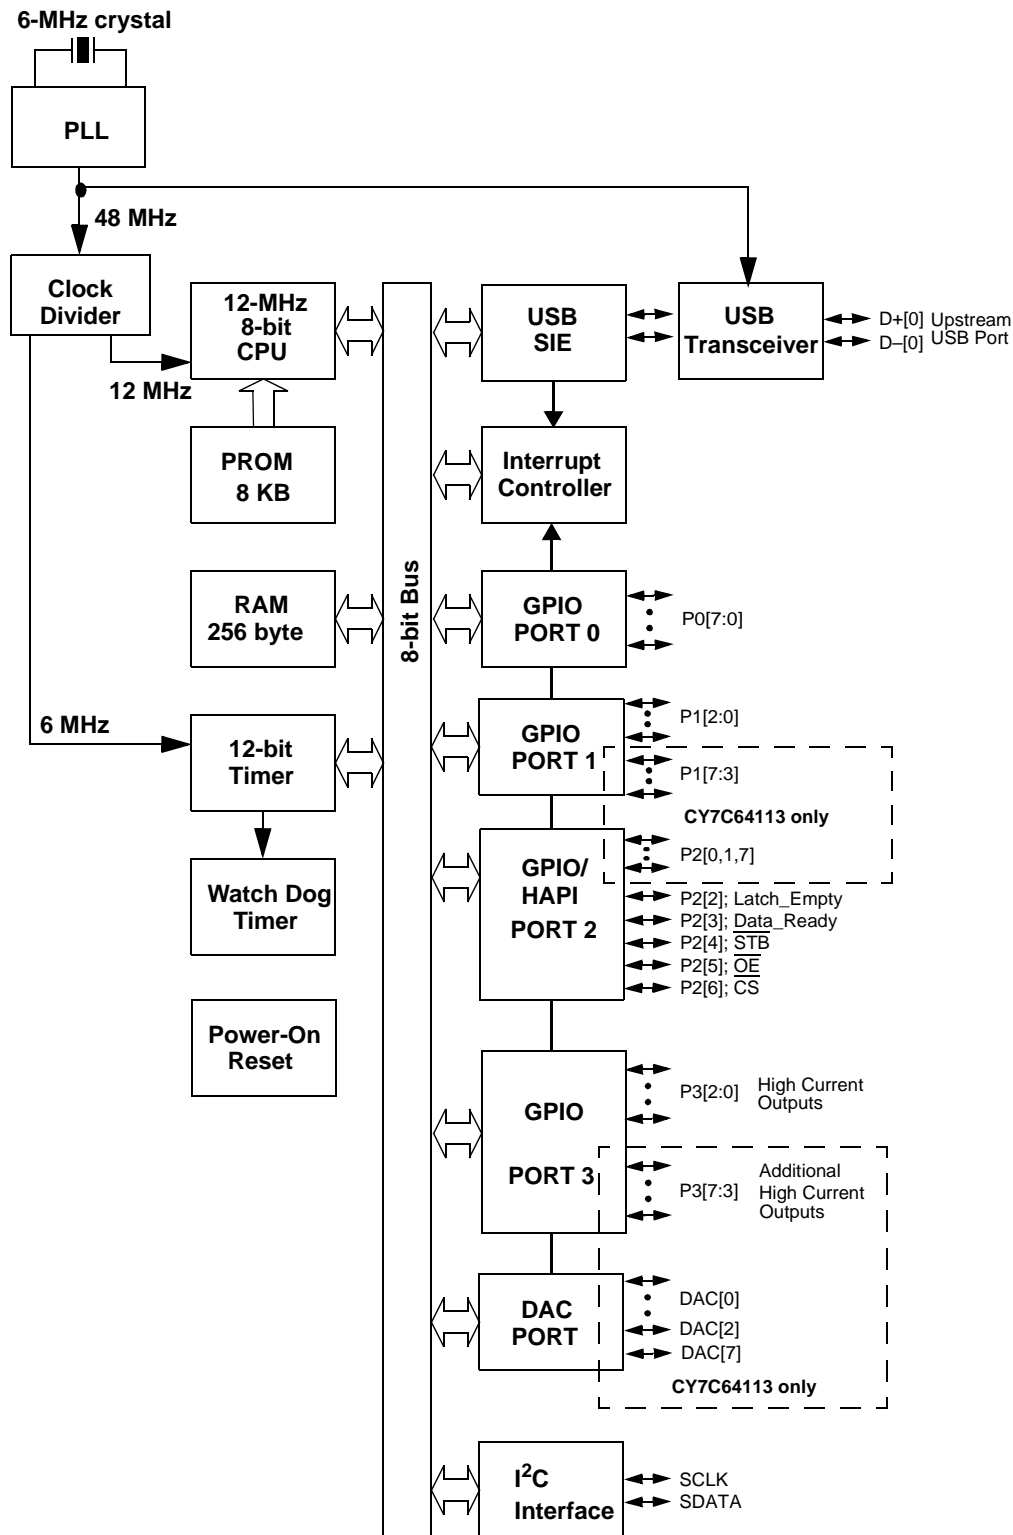 6-MHz crystal
PLL
48 MHz
Clock
Divider
12-MHz
8-bit
CPU
12 MHz
USB
SIE
USB
Transceiver
D+[0] Upstream
D–[0] USB Port
PROM
8 KB
Interrupt
Controller
8-bit Bus
RAM
256 byte
GPIO
PORT 0
P0[7:0]
6 MHz
12-bit
Timer
GPIO
PORT 1
P1[2:0]
P1[7:3]
CY7C64113 only
P2[0,1,7]
Watch Dog
Timer
GPIO/
HAPI
PORT 2
P2[2]; Latch_Empty
P2[3]; Data_Ready
P2[4]; S̅T̅B̅
P2[5]; O̅E̅
P2[6]; C̅S̅
Power-On
Reset
GPIO
PORT 3
P3[2:0]
High Current
Outputs
P3[7:3]
Additional
High Current
Outputs
DAC
PORT
DAC[0]
DAC[2]
DAC[7]
CY7C64113 only
I²C
Interface
SCLK
SDATA